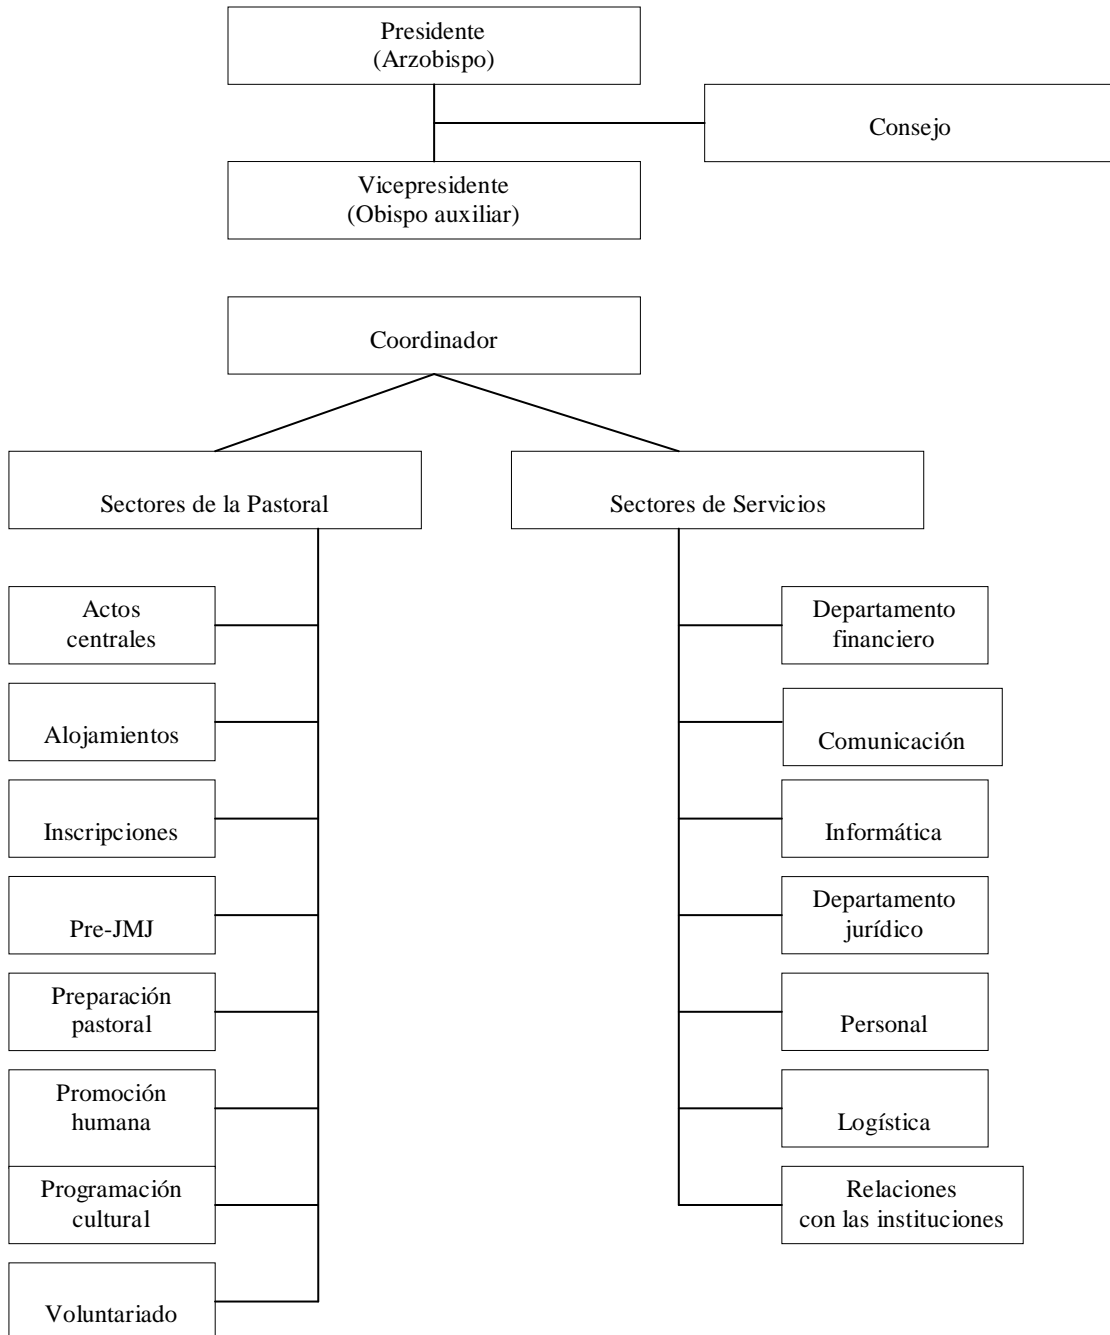 Presidente
(Arzobispo)
Consejo
Vicepresidente
(Obispo auxiliar)
Coordinador
Sectores de la Pastoral
Sectores de Servicios
Actos
centrales
Alojamientos
Inscripciones
Pre-JMJ
Preparación
pastoral
Promoción
humana
Programación
cultural
Voluntariado
Departamento
financiero
Comunicación
Informática
Departamento
jurídico
Personal
Logística
Relaciones
con las instituciones